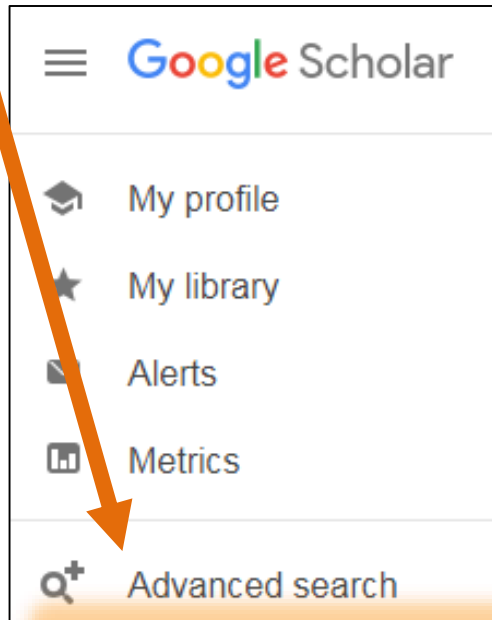 Google Scholar
My profile
My library
Alerts
Metrics
Advanced search